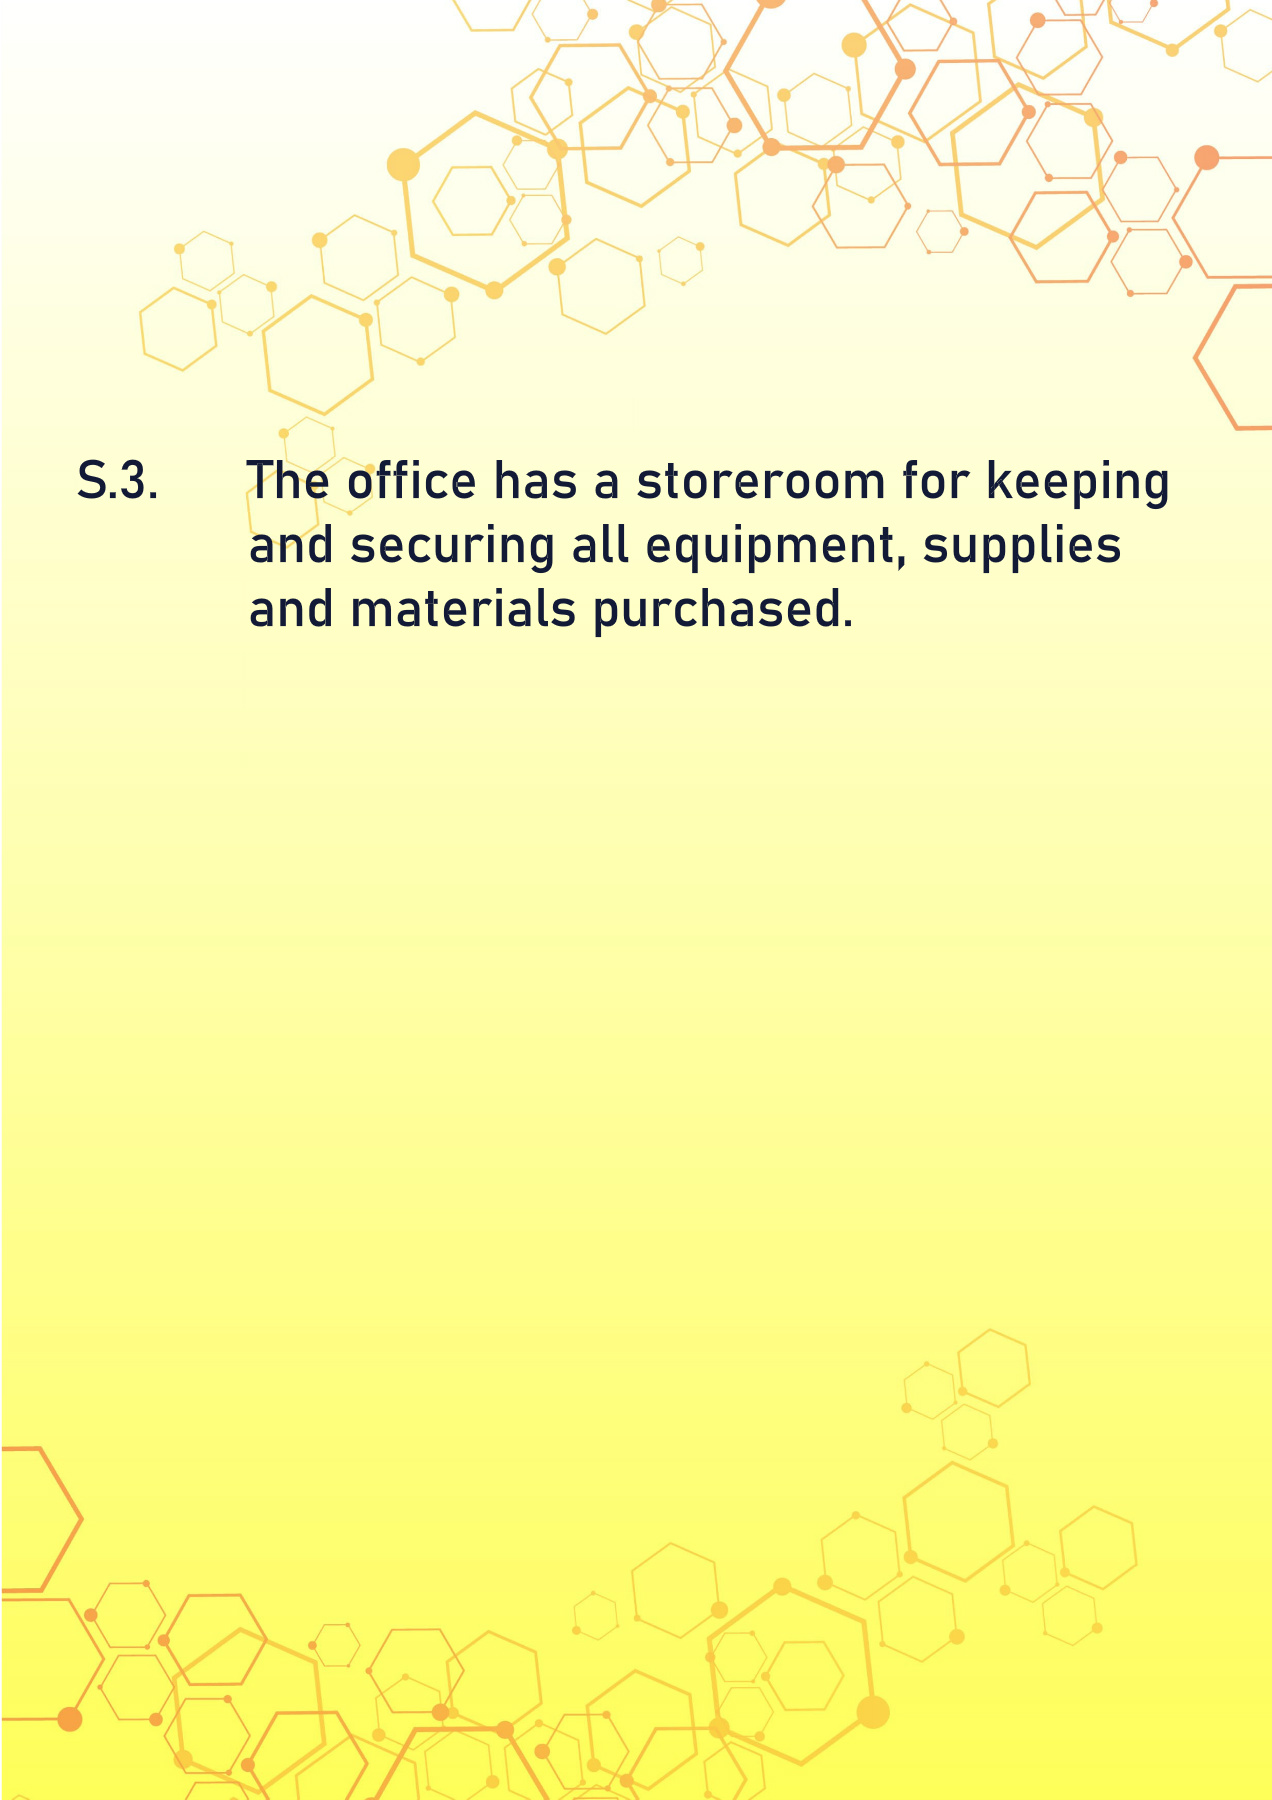 S.3. The office has a storeroom for keeping
and securing all equipment, supplies
and materials purchased.